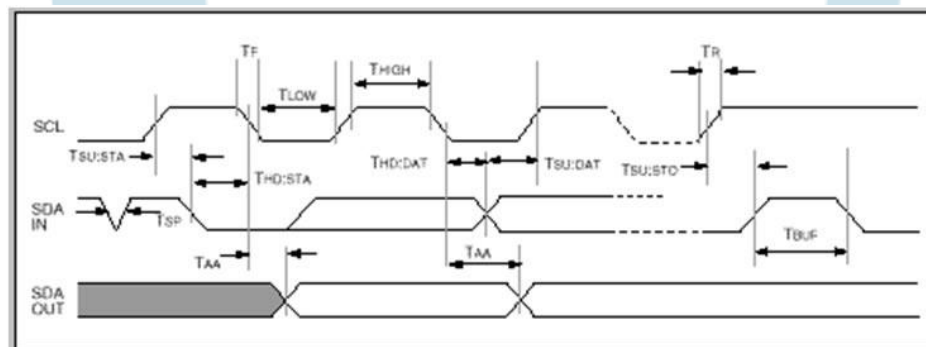 TF
TR
THIGH
TLOW
SCL
TSU:STA
THD:STA
THD:DAT
TSU:DAT
TSU:STO
SDA
IN
TSP
TBUF
TAA
TAA
SDA
OUT